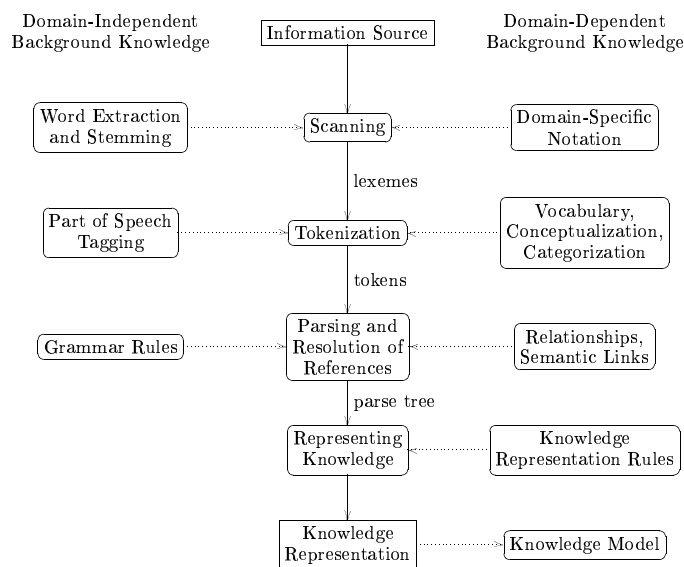 Domain-Independent
Background Knowledge
Information Source
Domain-Dependent
Background Knowledge
Word Extraction
and Stemming
Scanning
Domain-Specific
Notation
lexemes
Part of Speech
Tagging
Tokenization
Vocabulary,
Conceptualization,
Categorization
tokens
Grammar Rules
Parsing and
Resolution of
References
Relationships,
Semantic Links
parse tree
Representing
Knowledge
Knowledge
Representation Rules
Knowledge
Representation
Knowledge Model